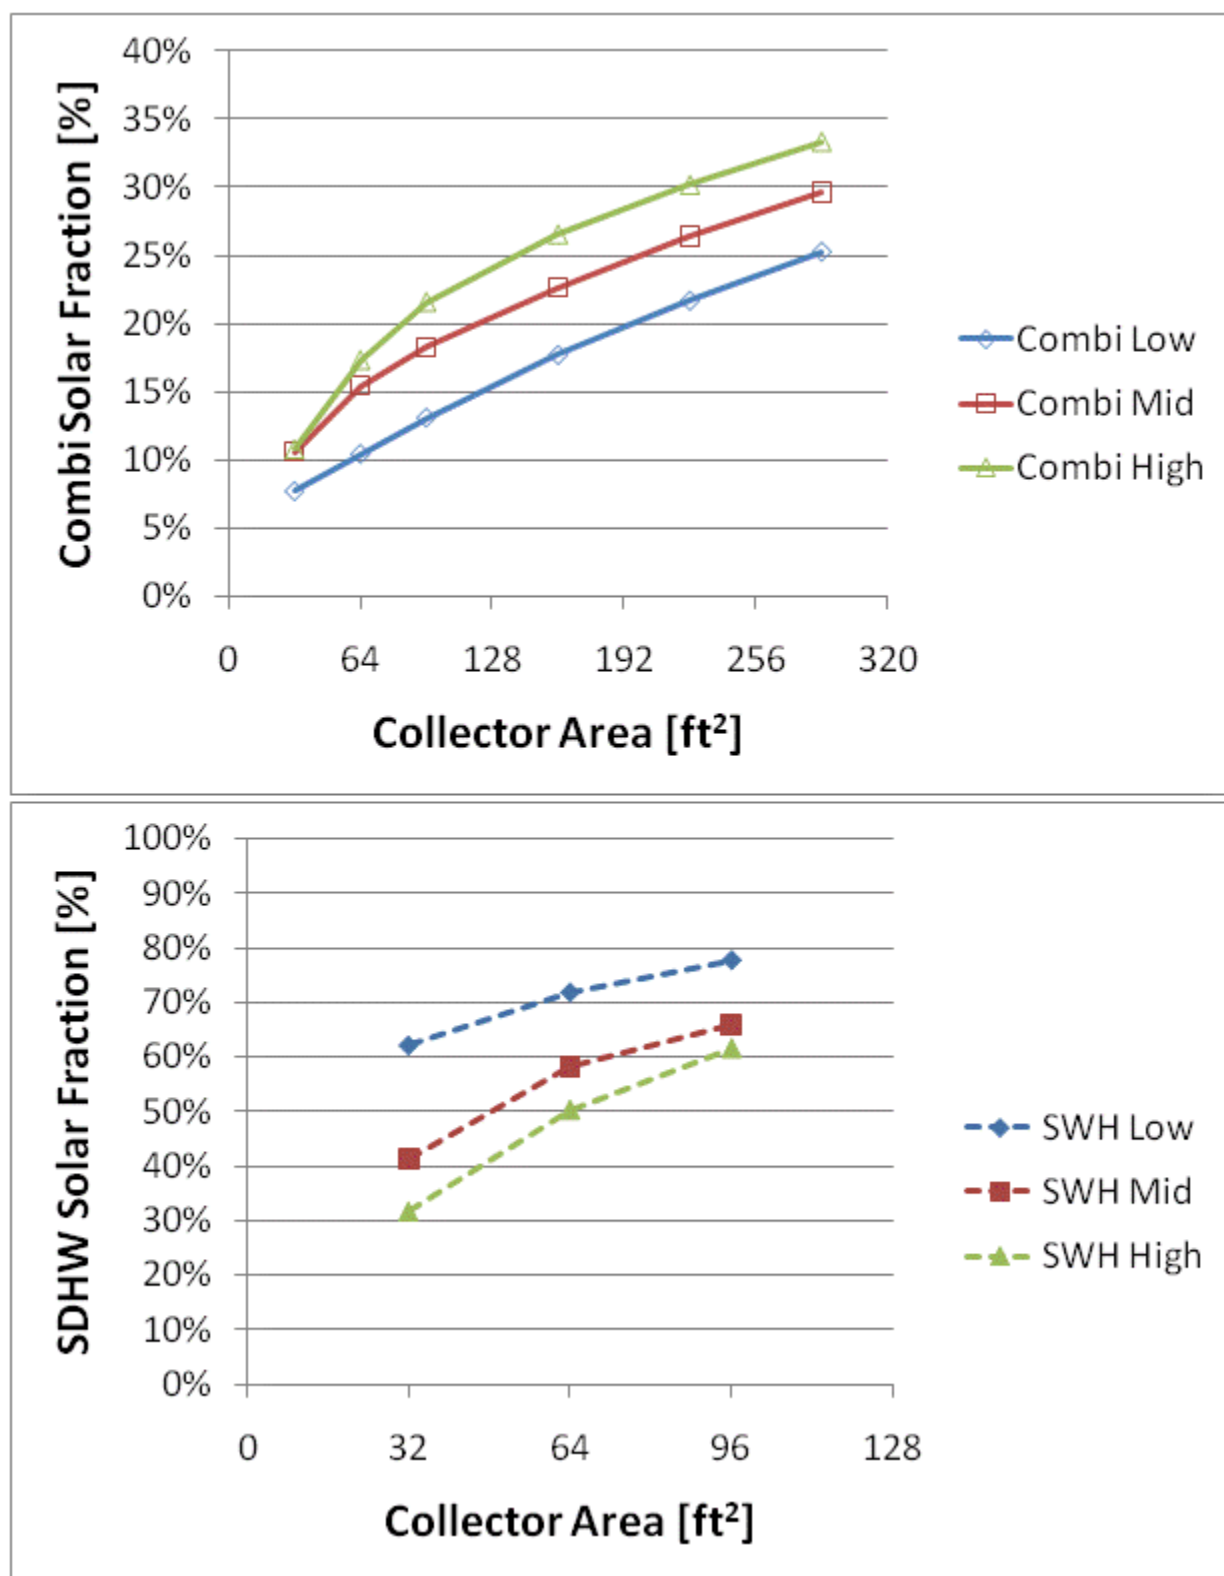 40%
35%
30%
25%
20%
15%
10%
5%
0%
Combi Solar Fraction [%]
0 64 128 192 256 320
Collector Area [ft²]
Combi Low
Combi Mid
Combi High
100%
90%
80%
70%
60%
50%
40%
30%
20%
10%
0%
SDHW Solar Fraction [%]
0 32 64 96 128
Collector Area [ft²]
SWH Low
SWH Mid
SWH High